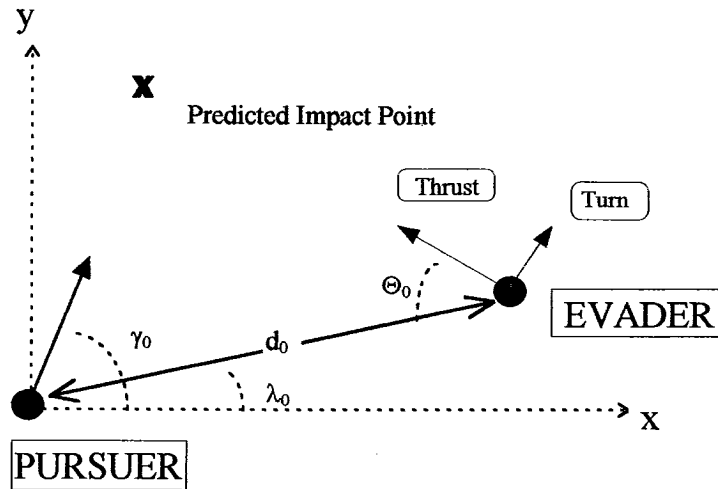 y
X
Predicted Impact Point
Thrust
Turn
Θ₀
EVADER
γ₀
d₀
λ₀
x
PURSUER